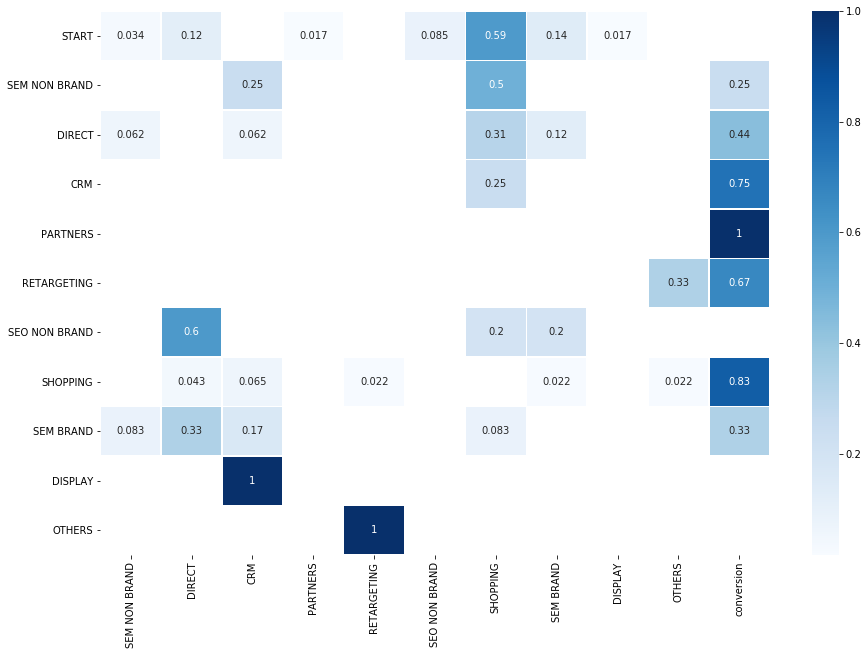 START 0.034 0.12 0.017 0.085 0.59 0.14 0.017
SEM NON BRAND 0.25 0.5 0.25
DIRECT 0.062 0.062 0.31 0.12 0.44
CRM 0.25 0.75
PARTNERS 1
RETARGETING 0.33 0.67
SEO NON BRAND 0.6 0.2 0.2
SHOPPING 0.043 0.065 0.022 0.022 0.022 0.83
SEM BRAND 0.083 0.33 0.17 0.083 0.33
DISPLAY 1
OTHERS 1
SEM NON BRAND
DIRECT
CRM
PARTNERS
RETARGETING
SEO NON BRAND
SHOPPING
SEM BRAND
DISPLAY
OTHERS
conversion
1.0
0.8
0.6
0.4
0.2